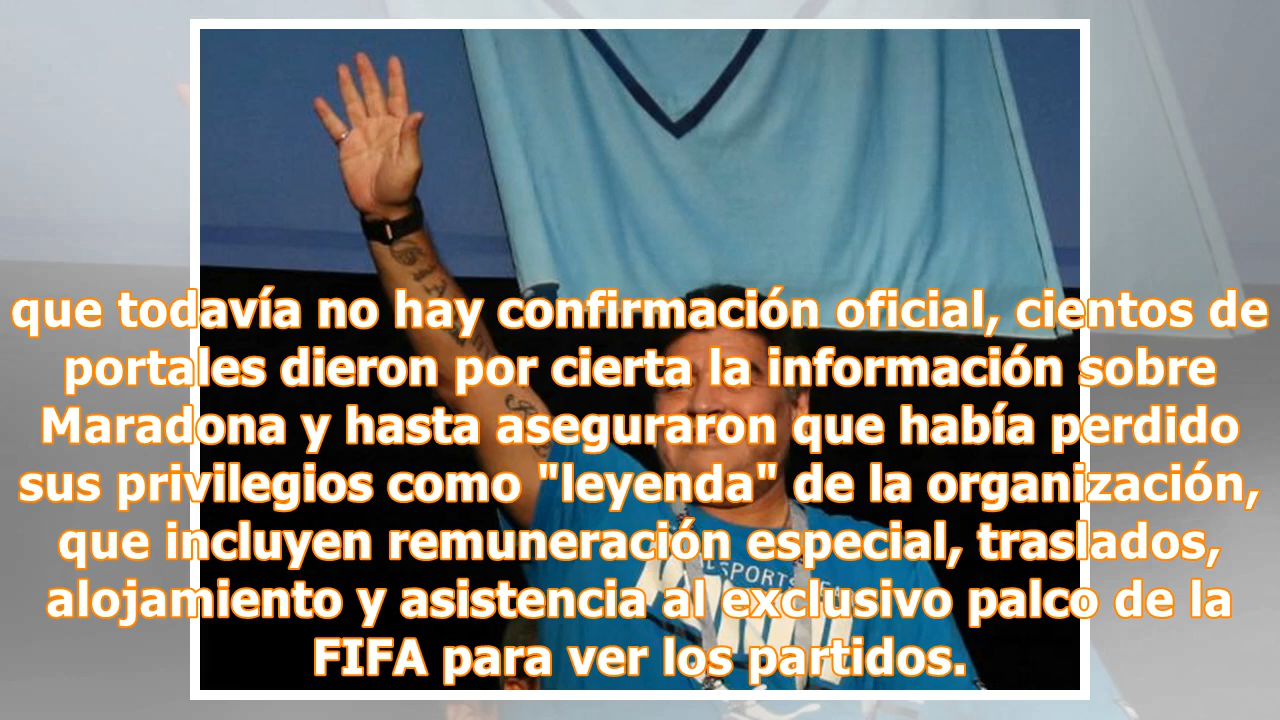 que todavía no hay confirmación oficial, cientos de
portales dieron por cierta la información sobre
Maradona y hasta aseguraron que había perdido
sus privilegios como "leyenda" de la organización,
que incluyen remuneración especial, traslados,
alojamiento y asistencia al exclusivo palco de la
FIFA para ver los partidos.